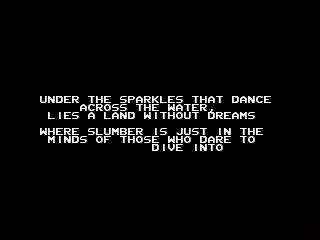 UNDER THE SPARKLES THAT DANCE
ACROSS THE WATER,
LIES A LAND WITHOUT DREAMS
WHERE SLUMBER IS JUST IN THE
MINDS OF THOSE WHO DARE TO
DIVE INTO